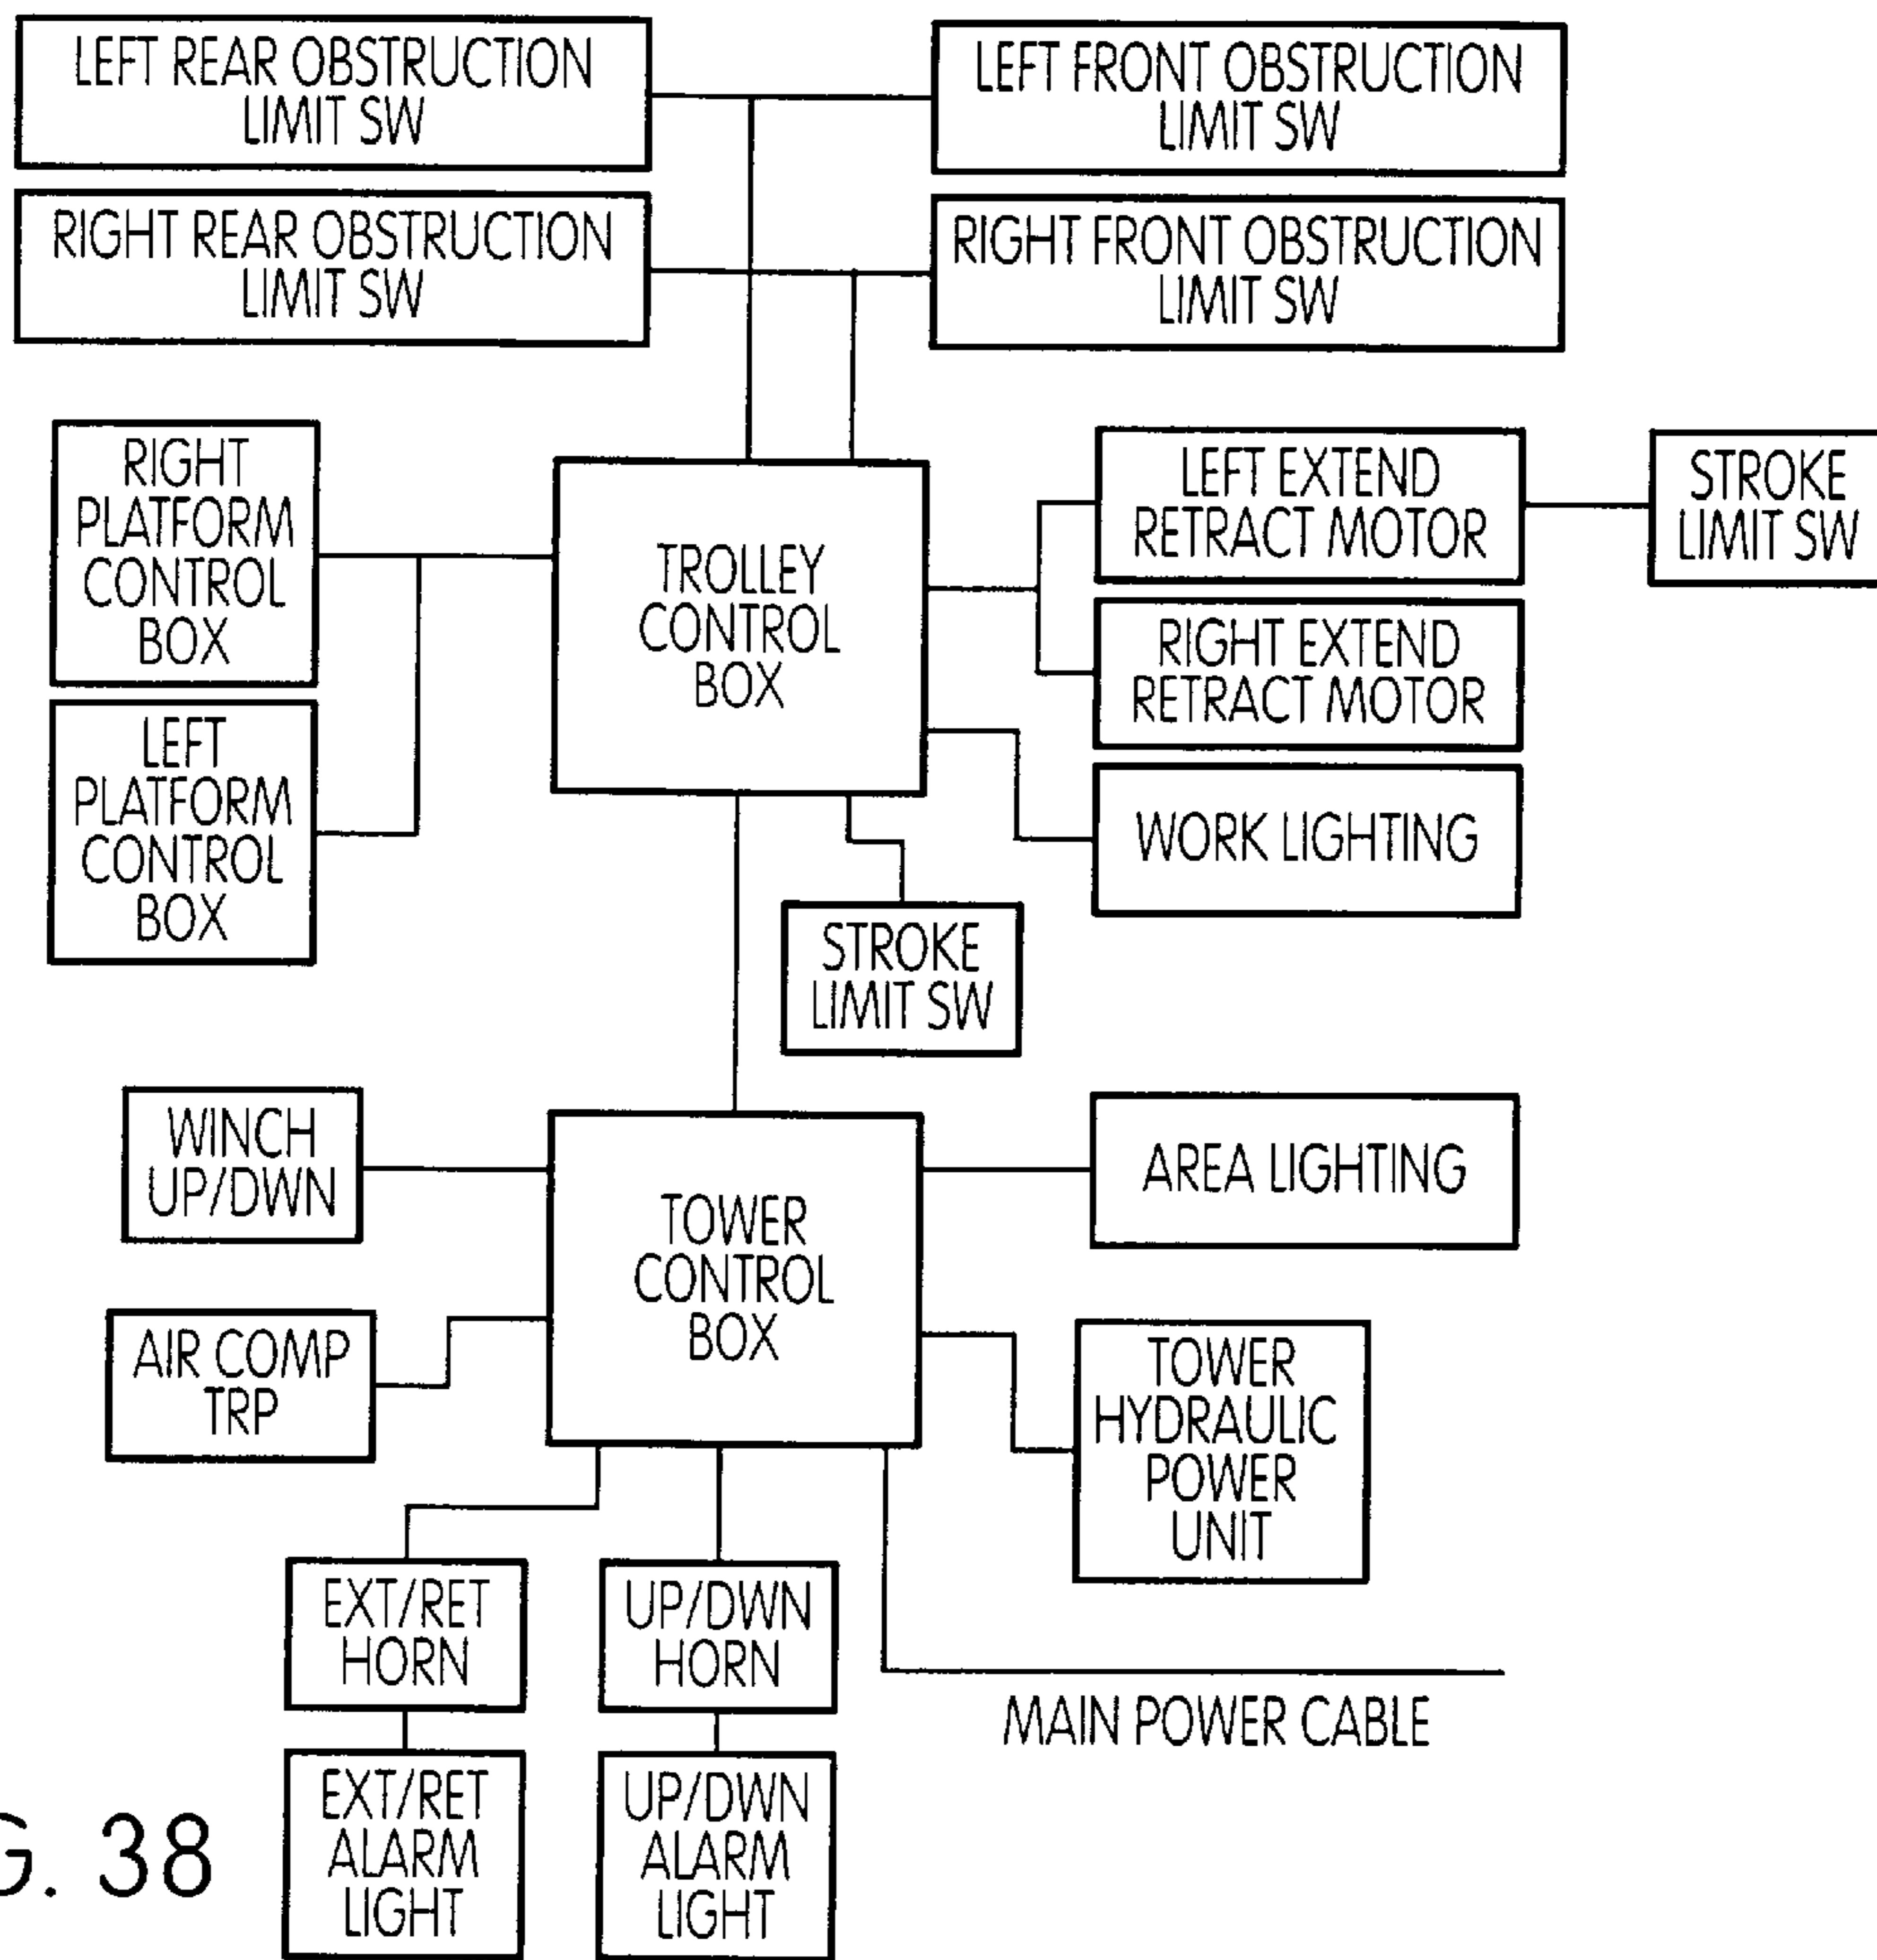 LEFT REAR OBSTRUCTION
LIMIT SW
LEFT FRONT OBSTRUCTION
LIMIT SW
RIGHT REAR OBSTRUCTION
LIMIT SW
RIGHT FRONT OBSTRUCTION
LIMIT SW
RIGHT
PLATFORM
CONTROL
BOX
TROLLEY
CONTROL
BOX
LEFT EXTEND
RETRACT MOTOR
STROKE
LIMIT SW
RIGHT EXTEND
RETRACT MOTOR
LEFT
PLATFORM
CONTROL
BOX
WORK LIGHTING
STROKE
LIMIT SW
WINCH
UP/DWN
TOWER
CONTROL
BOX
AREA LIGHTING
AIR COMP
TRP
TOWER
HYDRAULIC
POWER
UNIT
EXT/RET
HORN
UP/DWN
HORN
MAIN POWER CABLE
EXT/RET
ALARM
LIGHT
UP/DWN
ALARM
LIGHT
G. 38